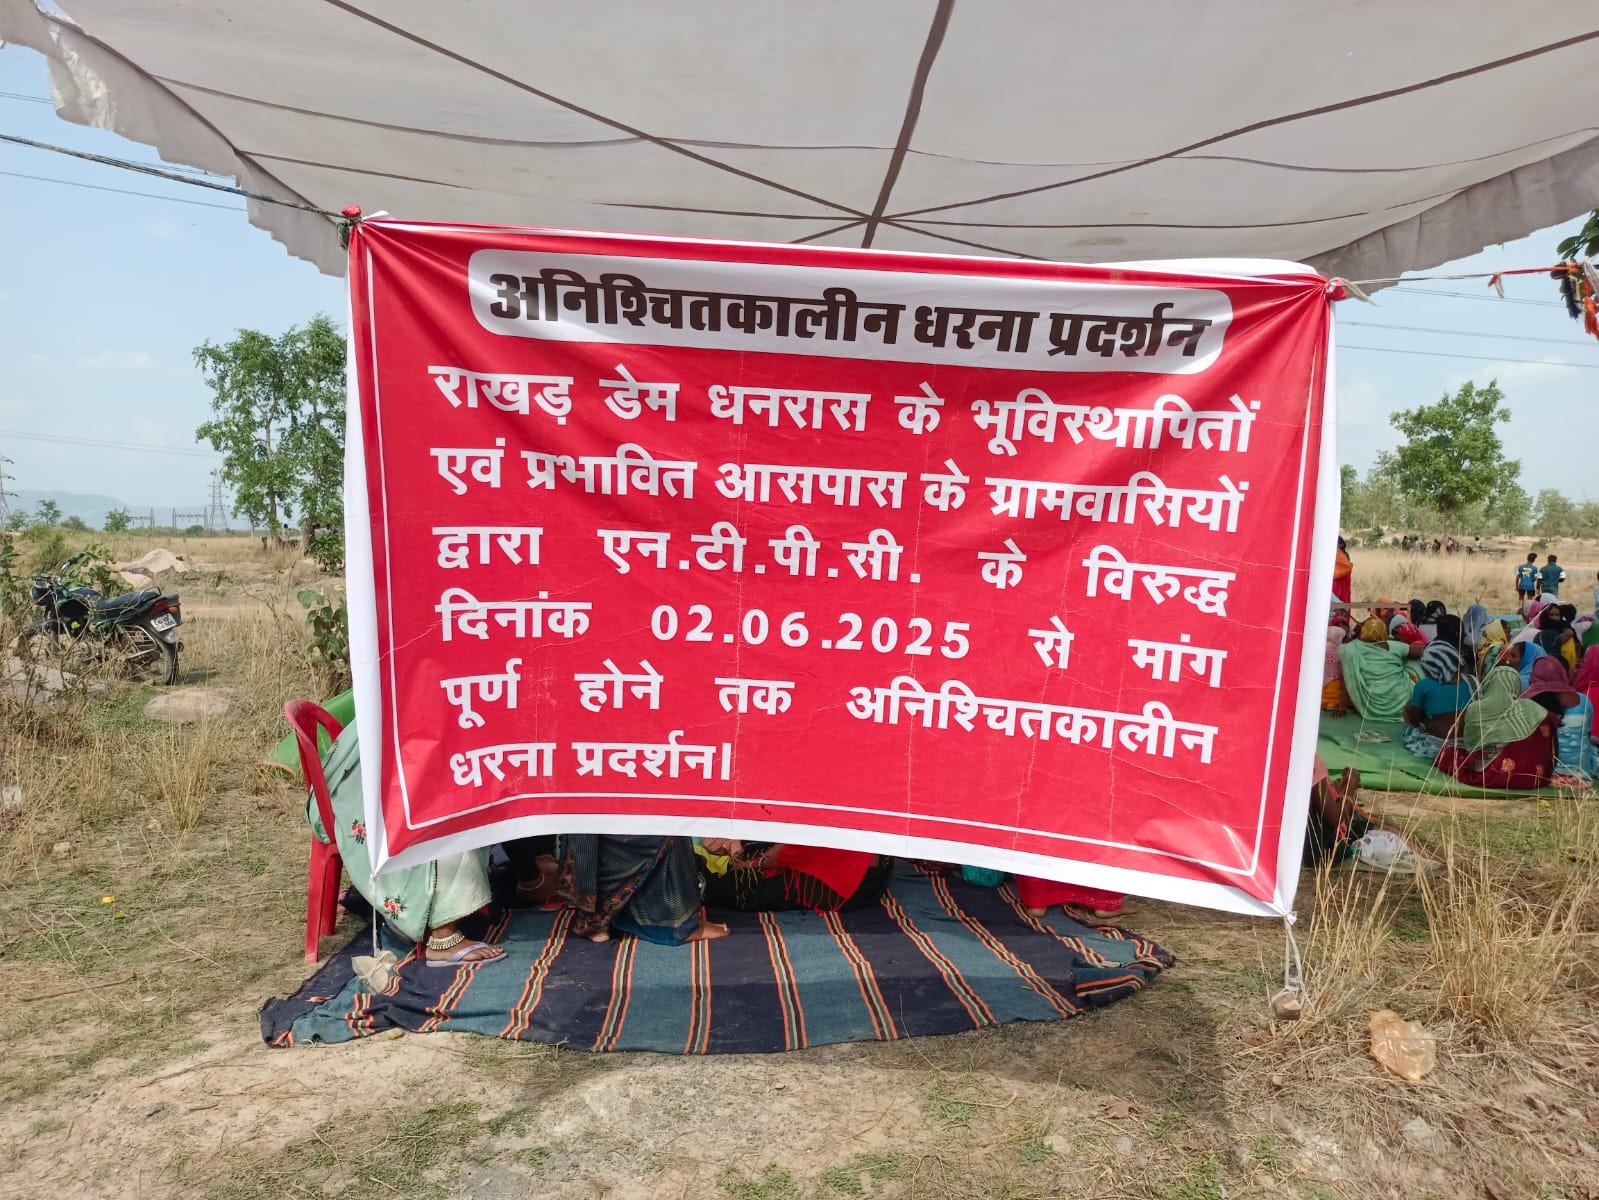 अनिश्चितकालीन धरना प्रदर्शन
राखड़ डेम धनरास के भूविस्थापितों
एवं प्रभावित आसपास के ग्रामवासियों
द्वारा एन.टी.पी.सी. के विरुद्ध
दिनांक 02.06.2025 से मांग
पूर्ण होने तक अनिश्चितकालीन
धरना प्रदर्शन।